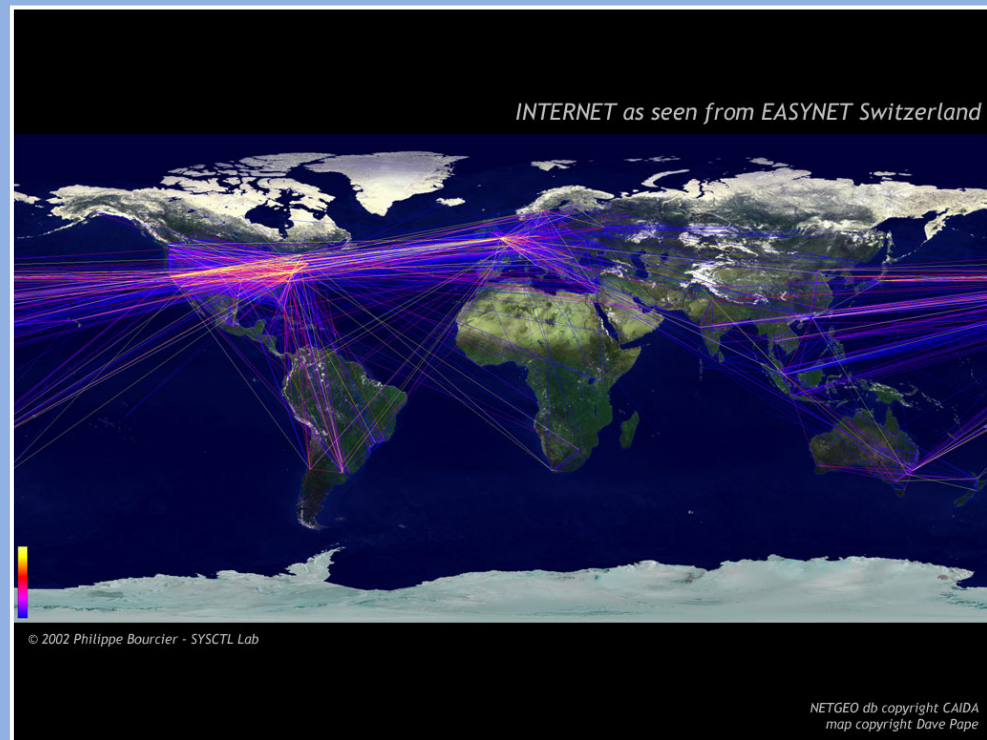 INTERNET as seen from EASYNET Switzerland
© 2002 Philippe Bourcier - SYSCTL Lab
NETGEO db copyright CAIDA
map copyright Dave Pape